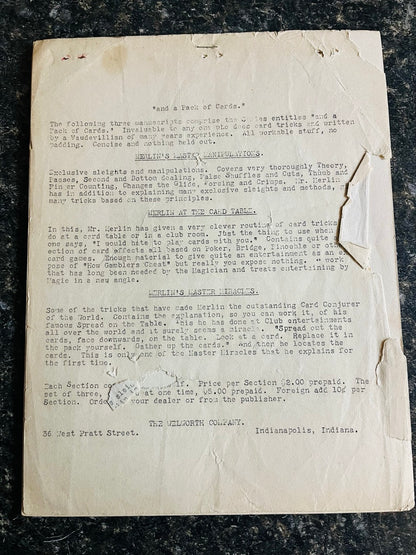 "and a Pack of Cards."
The following three manuscripts comprise the Series entitles "and a
Pack of Cards." Invaluable to any one who does card tricks and written
by a Vaudevillian of many years experience. All workable stuff, no
padding. Concise and nothing held out.
MERLIN'S MASTER MANIPULATIONS.
Exclusive sleights and manipulations. Covers very thoroughly Theory,
Passes, Second and Bottom dealing, False Shuffles and Cuts, Thumb and
Finger Counting, Changes the Glide, Forcing and Crimps. Mr. Merlin
has in addition to explaining many exclusive sleights and methods,
many tricks based on these principles.
MERLIN AT THE CARD TABLE.
In this, Mr. Merlin has given a very clever routine of card tricks
do at a card table or in a club room. Just the thing to use when
one says, "I would hite to play cards with you." Contains quite a
ection of card effects all based on Poker, Bridge, Pinochle or othe
card games. Enough material to give quite an entertainment as an ex
pose of "How Gamblers Cheat" but really you expose nothing. work
that has long been needed by the Magician and treats entertaining by
Magic in a new angle.
MERLIN'S MASTER MIRACLES.
Some of the tricks that have made Merlin the outstanding Card Conjurer
of the World. Contains the explanation, so you can work it, of his
famous Spread on the Table. This he has done at Club entertainments
all over the world and it surely seems a miracle. "Spread out the
cards, face downwards, on the table. Look at a card. Replace it in
the pack yourself. Gather up the cards." And then he locates the
cards. This is only one of the Master Miracles that he explains for
the first time.
Each Section co if. Price per Section $2.00 prepaid. The
set of three, at one time, $5.00 prepaid. Foreign add 10¢ per
Section. Orde your dealer or from the publisher.
THE WELWORTH COMPANY.
36 West Pratt Street. Indianapolis, Indiana.